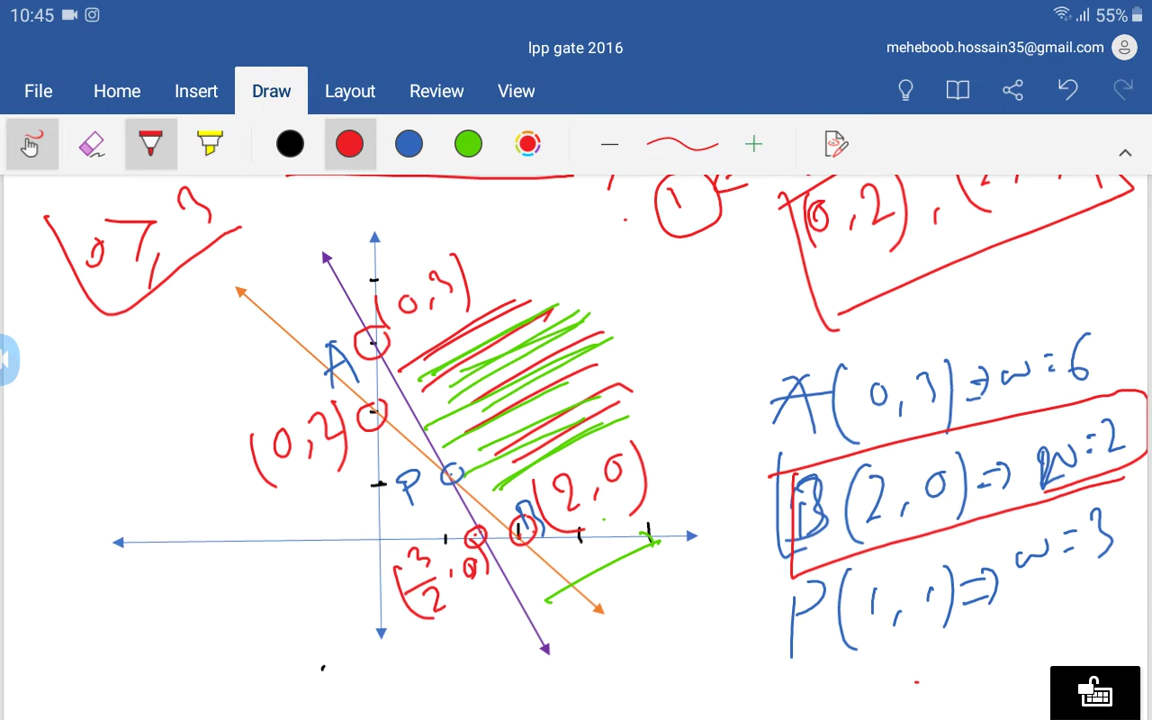 10:45
55%
lpp gate 2016
meheboob.hossain35@gmail.com
File Home Insert Draw Layout Review View
1
(0,2),
(0,3)
A
(0,2)
P
B
(2,0)
(3/2,0)
A(0,3)⇒w=6
B(2,0)⇒w=2
P(1,1)⇒w=3